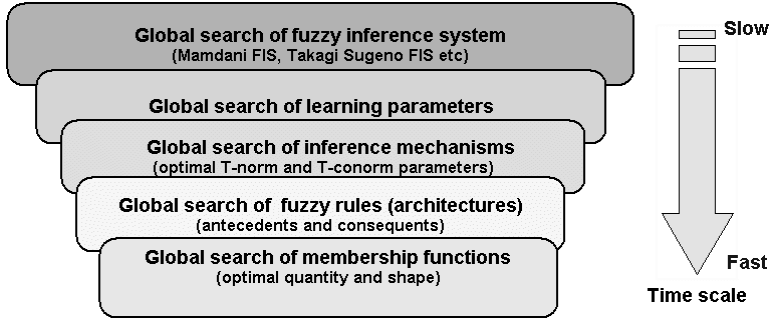 Global search of fuzzy inference system
(Mamdani FIS, Takagi Sugeno FIS etc)
Global search of learning parameters
Global search of inference mechanisms
(optimal T-norm and T-conorm parameters)
Global search of fuzzy rules (architectures)
(antecedents and consequents)
Global search of membership functions
(optimal quantity and shape)
Slow
Fast
Time scale